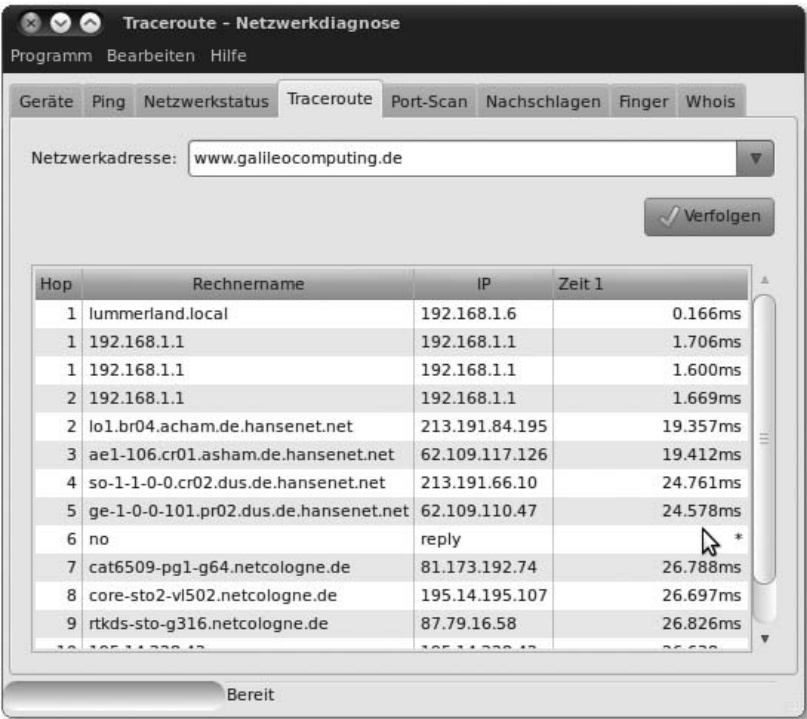 Traceroute – Netzwerkdiagnose
Programm Bearbeiten Hilfe
Geräte Ping Netzwerkstatus Traceroute Port-Scan Nachschlagen Finger Whois
Netzwerkadresse: www.galileocomputing.de
Verfolgen
Hop Rechnername IP Zeit 1
1 lummerland.local 192.168.1.6 0.166ms
1 192.168.1.1 192.168.1.1 1.706ms
1 192.168.1.1 192.168.1.1 1.600ms
2 192.168.1.1 192.168.1.1 1.669ms
2 lo1.br04.acham.de.hansenet.net 213.191.84.195 19.357ms
3 ae1-106.cr01.asham.de.hansenet.net 62.109.117.126 19.412ms
4 so-1-1-0-0.cr02.dus.de.hansenet.net 213.191.66.10 24.761ms
5 ge-1-0-0-101.pr02.dus.de.hansenet.net 62.109.110.47 24.578ms
6 no reply *
7 cat6509-pg1-g64.netcologne.de 81.173.192.74 26.788ms
8 core-sto2-vl502.netcologne.de 195.14.195.107 26.697ms
9 rtkds-sto-g316.netcologne.de 87.79.16.58 26.826ms
Bereit